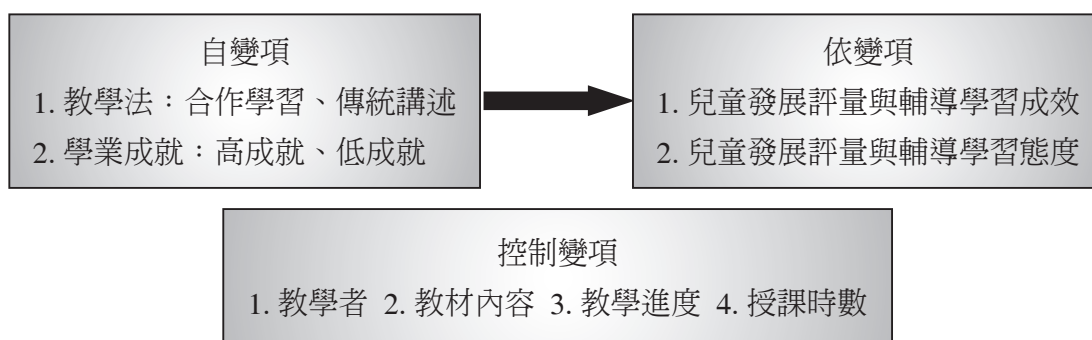 自變項
1. 教學法：合作學習、傳統講述
2. 學業成就：高成就、低成就
依變項
1. 兒童發展評量與輔導學習成效
2. 兒童發展評量與輔導學習態度
控制變項
1. 教學者 2. 教材內容 3. 教學進度 4. 授課時數